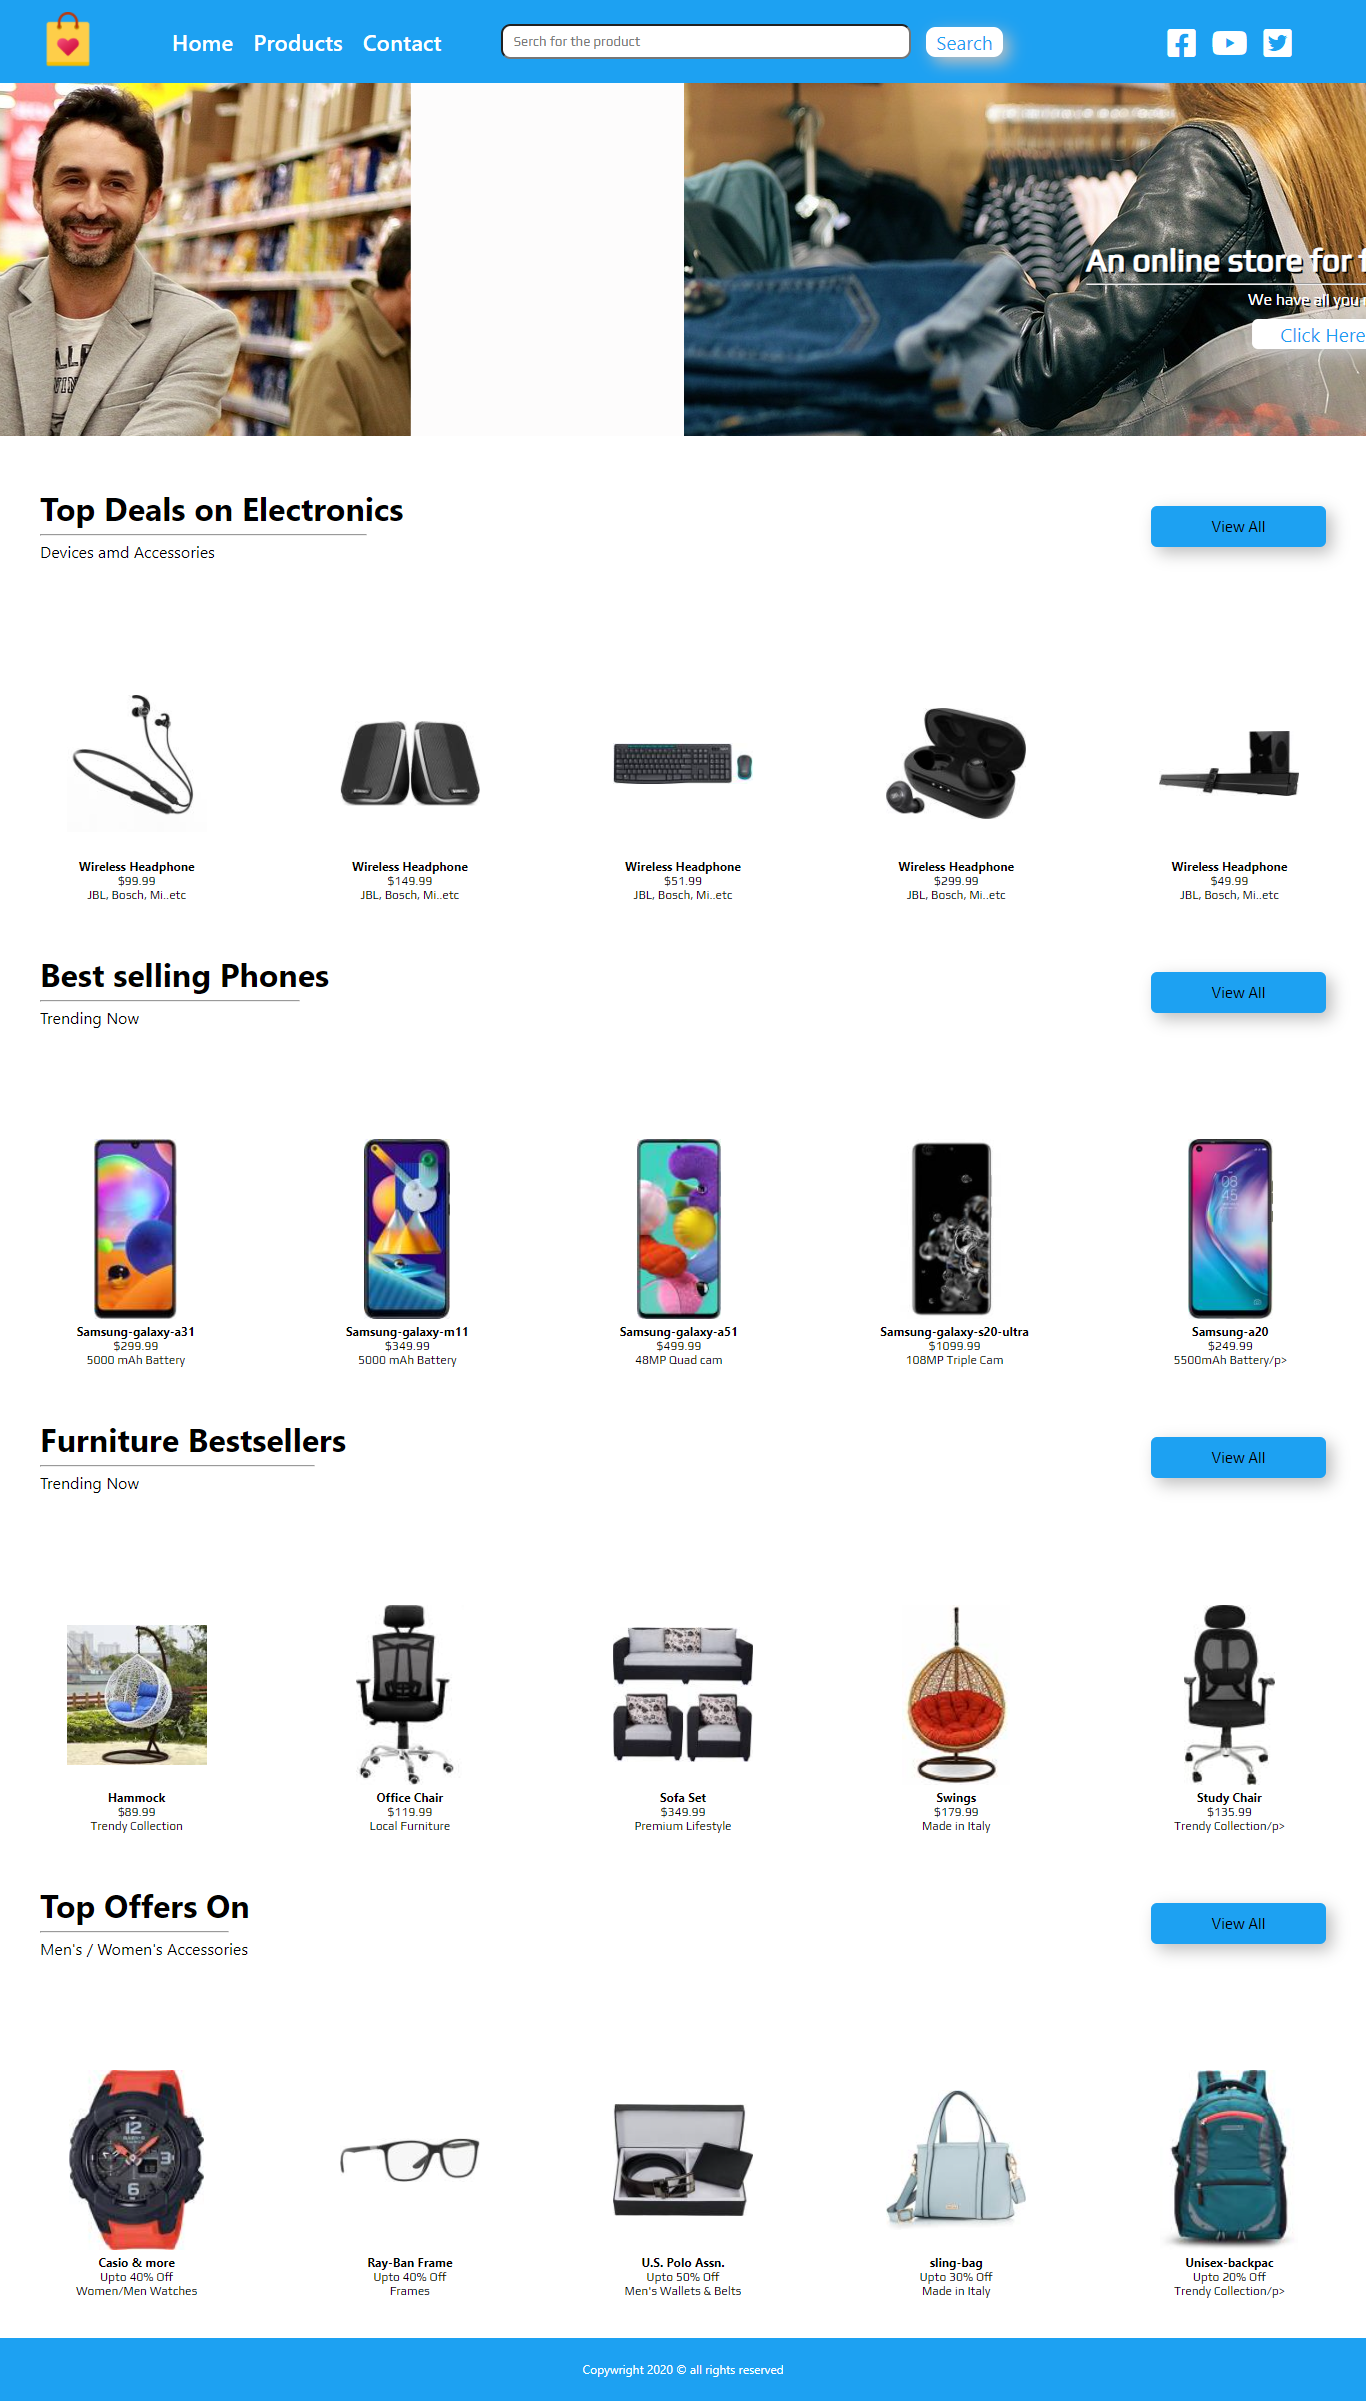 Home Products Contact
Serch for the product
Search
An online store for
We have all you
Click Here
Top Deals on Electronics
Devices amd Accessories
View All
Wireless Headphone
$99.99
JBL, Bosch, Mi..etc
Wireless Headphone
$149.99
JBL, Bosch, Mi..etc
Wireless Headphone
$51.99
JBL, Bosch, Mi..etc
Wireless Headphone
$299.99
JBL, Bosch, Mi..etc
Wireless Headphone
$49.99
JBL, Bosch, Mi..etc
Best selling Phones
Trending Now
View All
08
45
Samsung-galaxy-a31
$299.99
5000 mAh Battery
Samsung-galaxy-m11
$349.99
5000 mAh Battery
Samsung-galaxy-a51
$499.99
48MP Quad cam
Samsung-galaxy-s20-ultra
$1099.99
108MP Triple Cam
Samsung-a20
$249.99
5500mAh Battery/p>
Furniture Bestsellers
Trending Now
View All
Hammock
$89.99
Trendy Collection
Office Chair
$119.99
Local Furniture
Sofa Set
$349.99
Premium Lifestyle
Swings
$179.99
Made in Italy
Study Chair
$135.99
Trendy Collection/p>
Top Offers On
Men's / Women's Accessories
View All
12
6
Casio & more
Upto 40% Off
Women/Men Watches
Ray-Ban Frame
Upto 40% Off
Frames
U.S. Polo Assn.
Upto 50% Off
Men's Wallets & Belts
sling-bag
Upto 30% Off
Made in Italy
Unisex-backpac
Upto 20% Off
Trendy Collection/p>
Copywright 2020 © all rights reserved